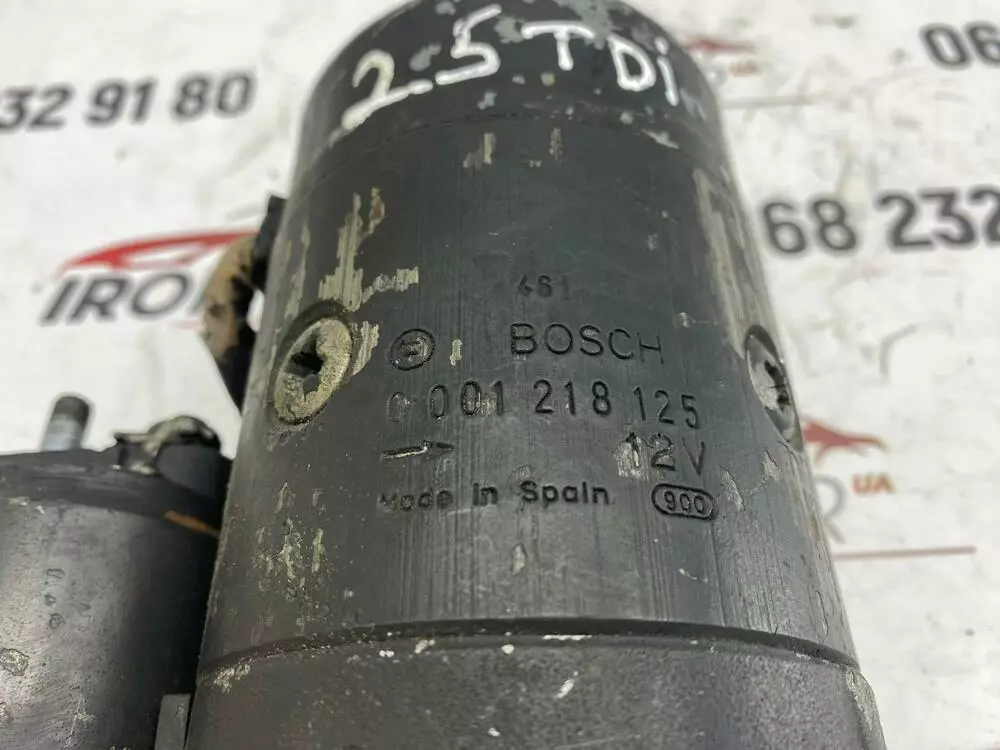 2.5 TDi
32 91 80
06
68 232
IRON
UA
461
BOSCH
0 001 218 125
12V
Made in Spain 900